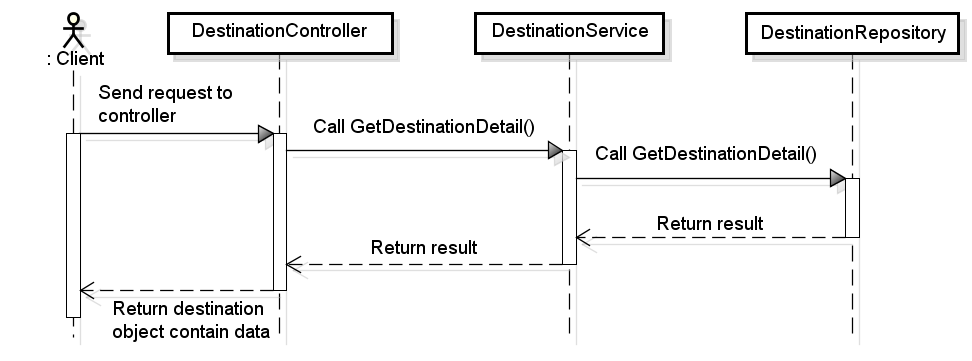 : Client
DestinationController
DestinationService
DestinationRepository
Send request to
controller
Call GetDestinationDetail()
Call GetDestinationDetail()
Return result
Return result
Return destination
object contain data